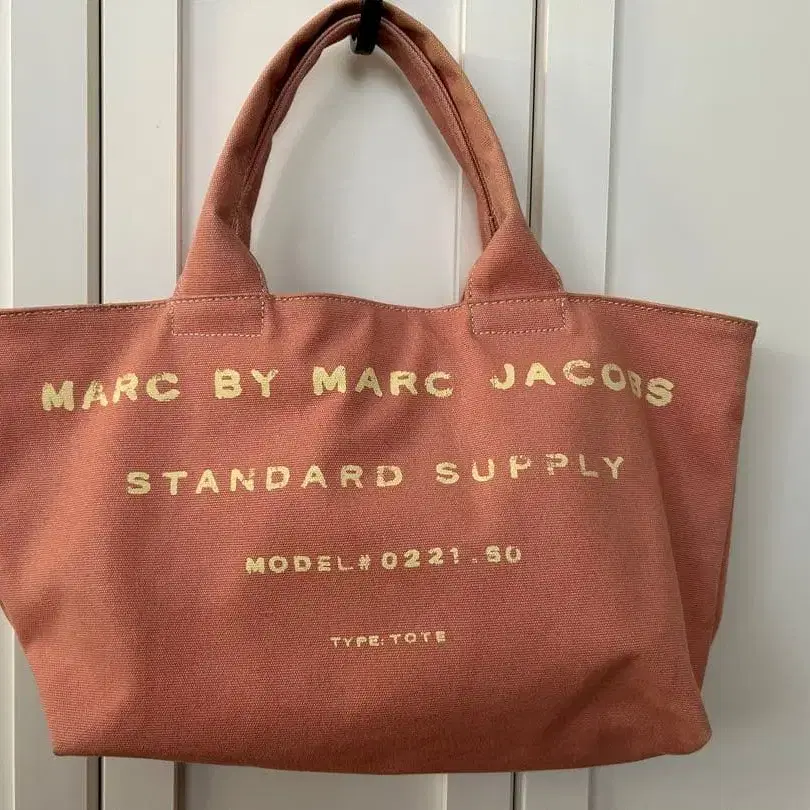 MARC BY MARC JACOBS
STANDARD SUPPLY
MODEL# 0221.50
TYPE: TOTE